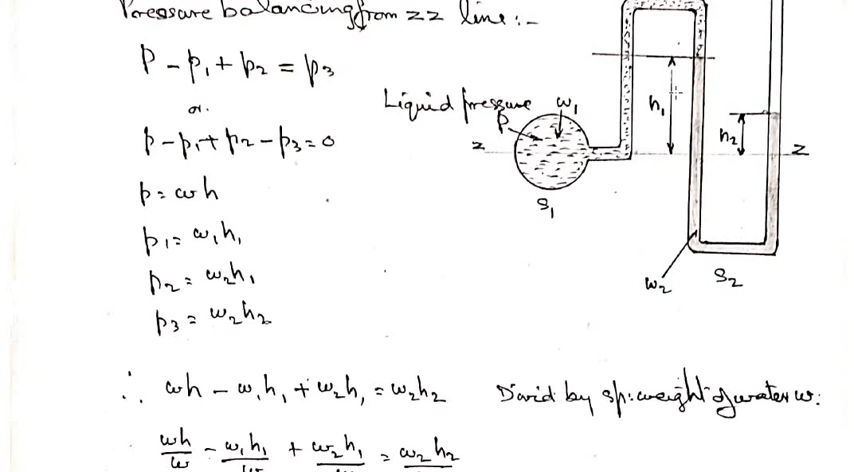 Pressure balancing from zz line:-
p - p₁ + p₂ = p₃
or.
p - p₁ + p₂ - p₃ = 0
p = wh
p₁ = w₁h₁
p₂ = w₂h₁
p₃ = w₂h₂
Liquid pressure
p
w₁
h₁
h₂
z
z
S₁
w₂
S₂
∴ wh - w₁h₁ + w₂h₁ = w₂h₂ Divid by sp: weight of water w:
wh/w - w₁h₁/w + w₂h₁/w = w₂h₂